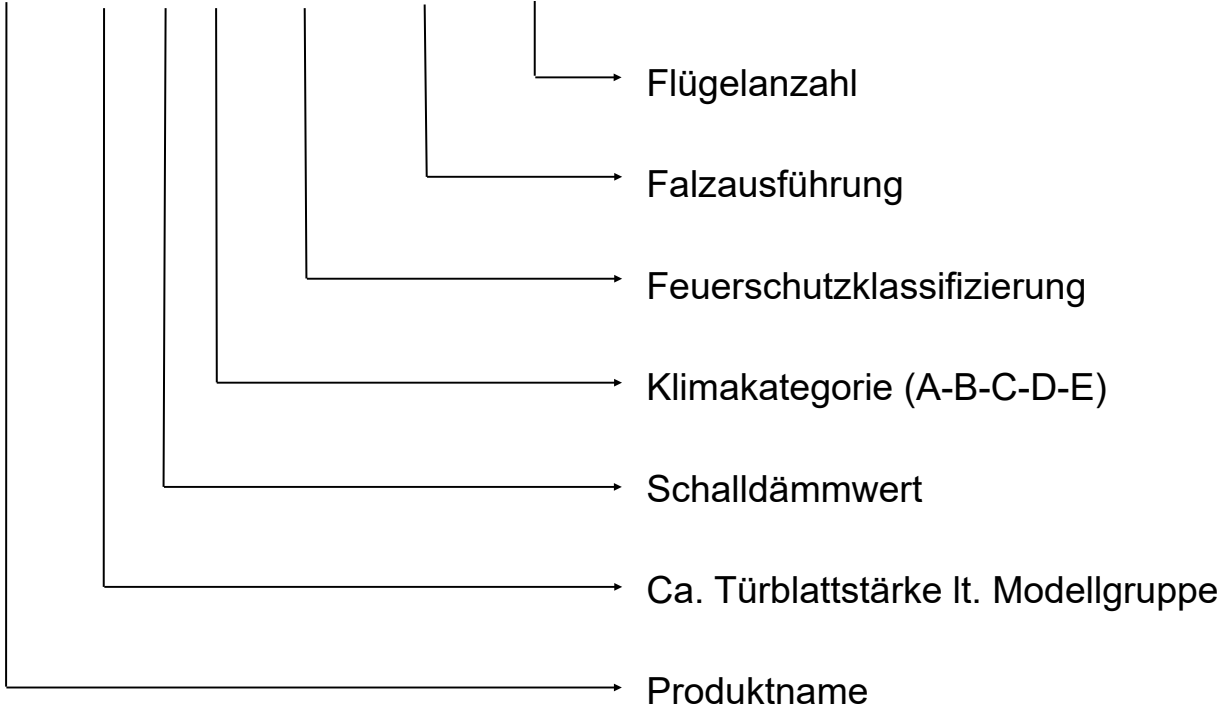 Flügelanzahl
Falzausführung
Feuerschutzklassifizierung
Klimakategorie (A-B-C-D-E)
Schalldämmwert
Ca. Türblattstärke lt. Modellgruppe
Produktname